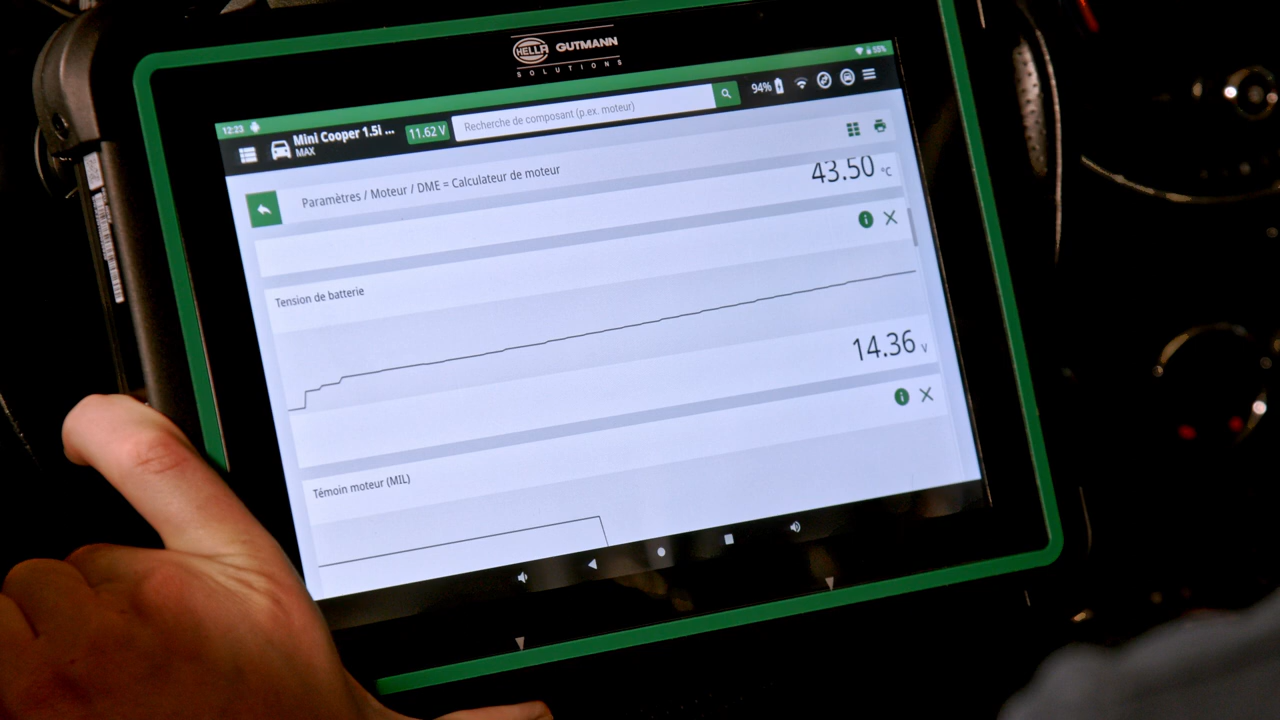 HELLA GUTMANN
SOLUTIONS
12:23
55%
Mini Cooper 1.5i ...
MAX
11.62 V
Recherche de composant (p.ex. moteur)
94%
Paramètres / Moteur / DME = Calculateur de moteur
43.50 °C
Tension de batterie
14.36 V
Témoin moteur (MIL)